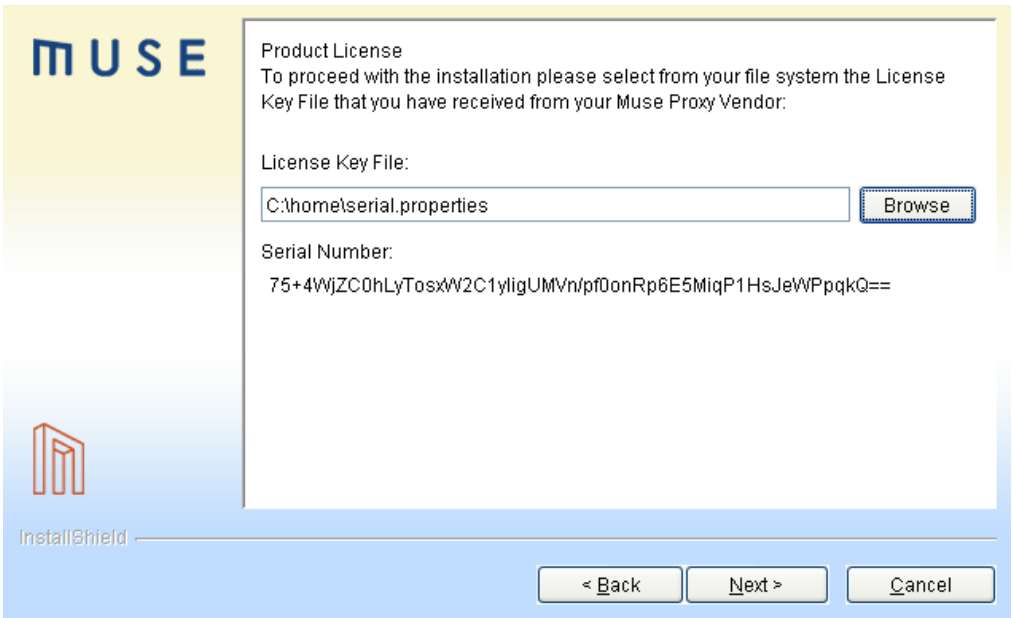 MUSE
Product License
To proceed with the installation please select from your file system the License
Key File that you have received from your Muse Proxy Vendor:
License Key File:
C:\home\serial.properties
Browse
Serial Number:
75+4WjZC0hLyTosxW2C1yligUMVn/pf0onRp6E5MiqP1HsJeWPpqkQ==
InstallShield
< Back
Next >
Cancel